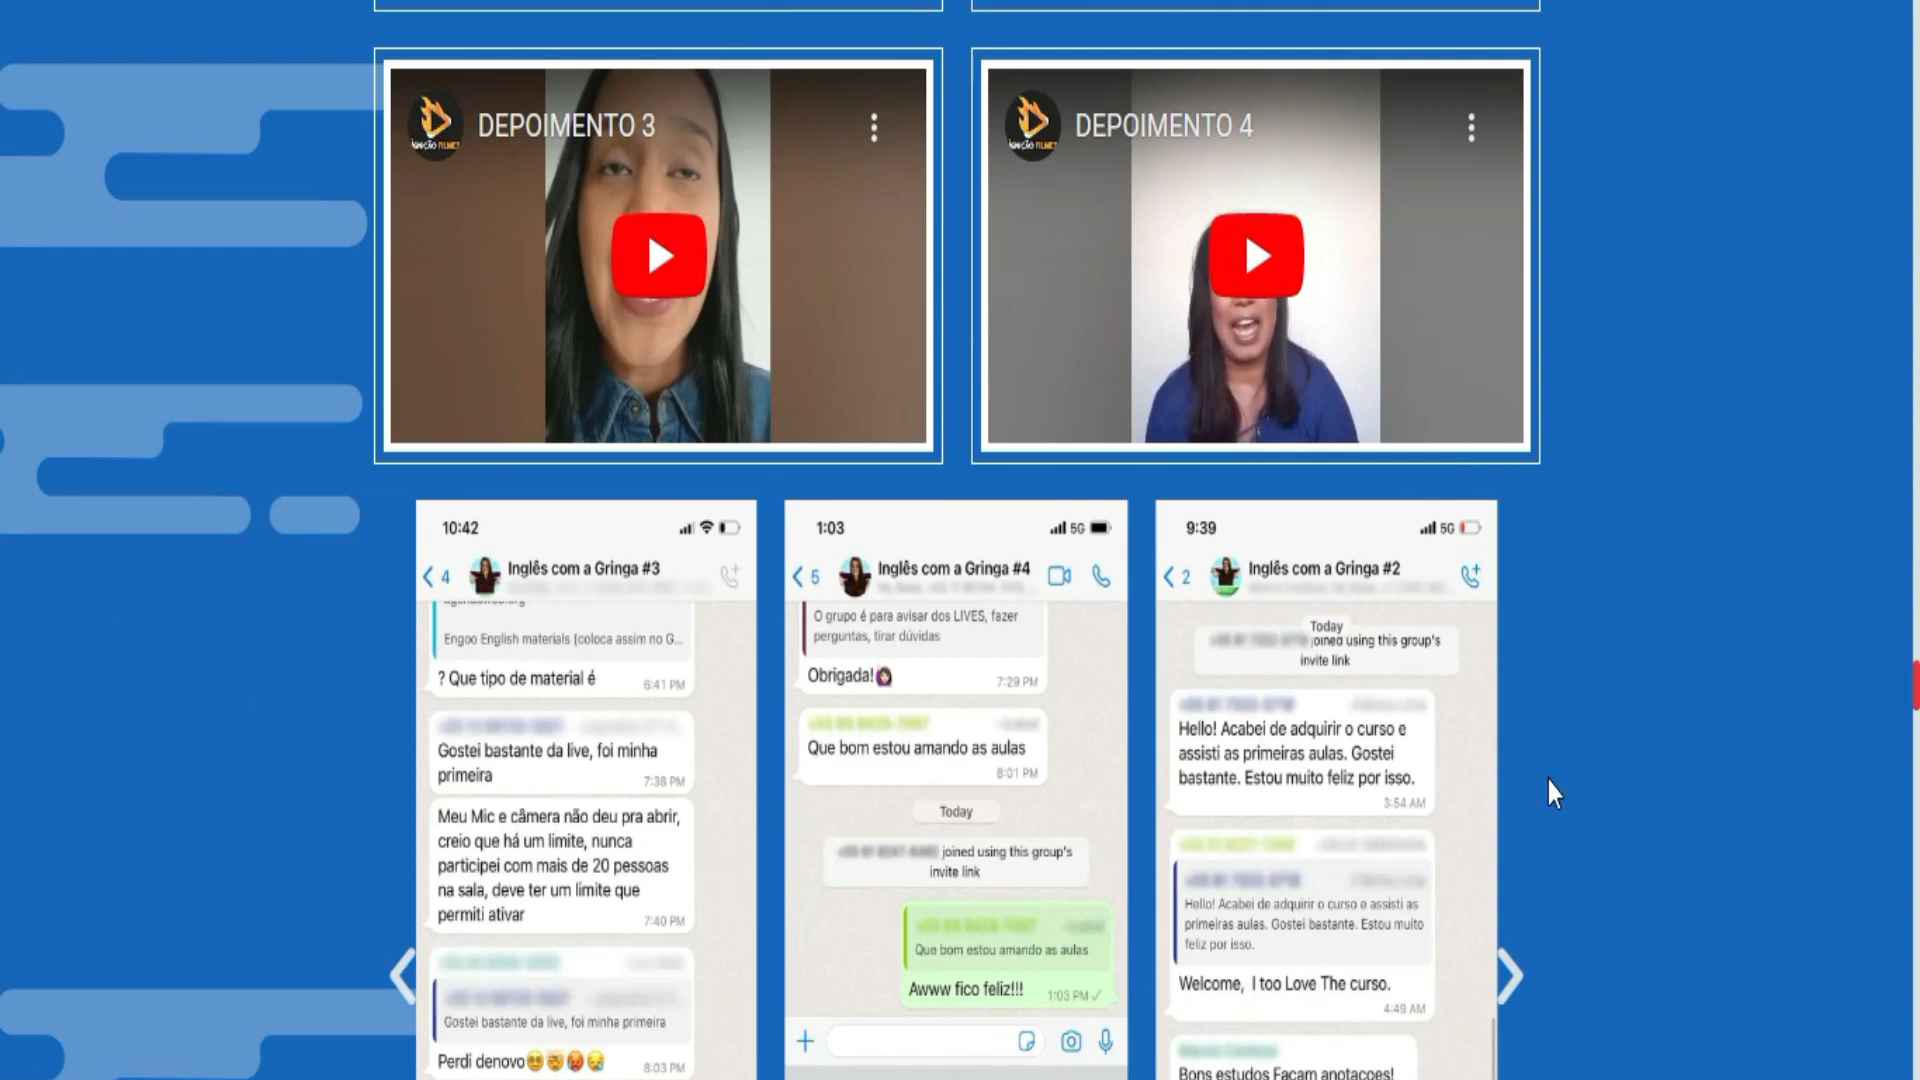 DEPOIMENTO 3
DEPOIMENTO 4
10:42
4
Inglês com a Gringa #3
Engoo English materials (coloca assim no G...
? Que tipo de material é
6:41 PM
Gostei bastante da live, foi minha
primeira
7:38 PM
Meu Mic e câmera não deu pra abrir,
creio que há um limite, nunca
participei com mais de 20 pessoas
na sala, deve ter um limite que
permiti ativar
7:40 PM
Gostei bastante da live, foi minha primeira
Perdi denovo😵‍💫🤯🥵😪
8:03 PM
1:03
5G
5
Inglês com a Gringa #4
O grupo é para avisar dos LIVES, fazer
perguntas, tirar dúvidas
Obrigada!🙋🏻‍♀️
7:29 PM
Que bom estou amando as aulas
8:01 PM
Today
joined using this group's
invite link
Que bom estou amando as aulas
Awww fico feliz!!!
1:03 PM
9:39
5G
2
Inglês com a Gringa #2
Today
joined using this group's
invite link
Hello! Acabei de adquirir o curso e
assisti as primeiras aulas. Gostei
bastante. Estou muito feliz por isso.
3:54 AM
Hello! Acabei de adquirir o curso e assisti as
primeiras aulas. Gostei bastante. Estou muito
feliz por isso.
Welcome, I too Love The curso.
4:49 AM
Bons estudos Façam anotaçoes!